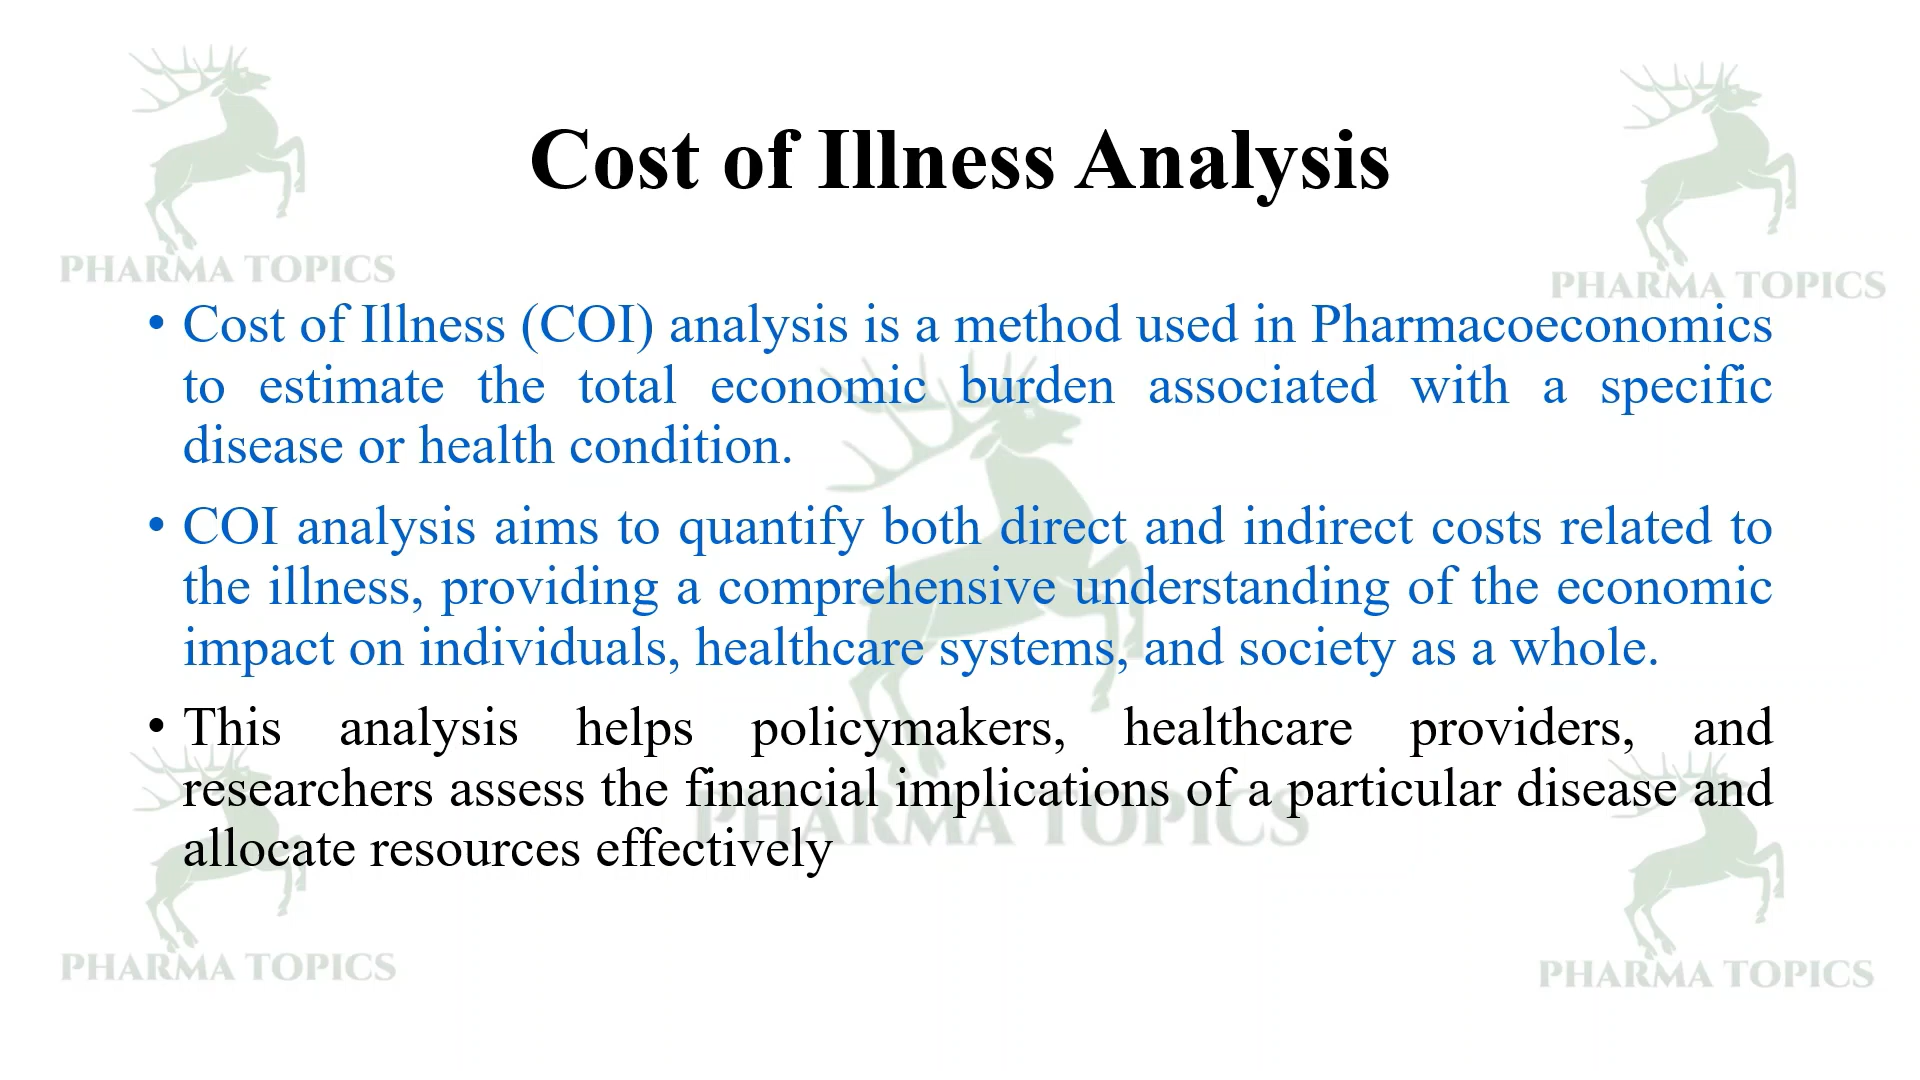 Cost of Illness Analysis
PHARMA TOPICS
PHARMA TOPICS
• Cost of Illness (COI) analysis is a method used in Pharmacoeconomics
to estimate the total economic burden associated with a specific
disease or health condition.
• COI analysis aims to quantify both direct and indirect costs related to
the illness, providing a comprehensive understanding of the economic
impact on individuals, healthcare systems, and society as a whole.
• This analysis helps policymakers, healthcare providers, and
researchers assess the financial implications of a particular disease and
PHARMA TOPICS
allocate resources effectively
PHARMA TOPICS
PHARMA TOPICS